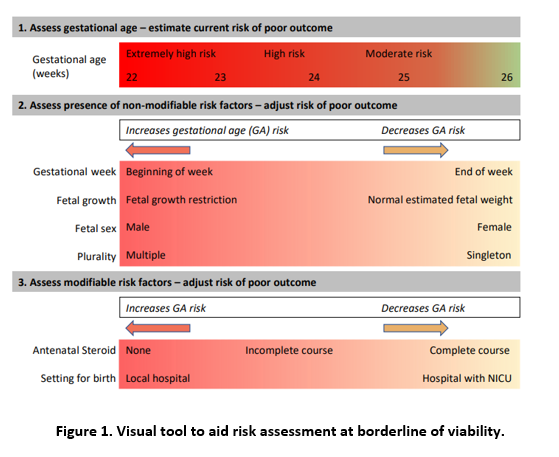 1. Assess gestational age – estimate current risk of poor outcome
Gestational age (weeks)
Extremely high risk High risk Moderate risk
22 23 24 25 26
2. Assess presence of non-modifiable risk factors – adjust risk of poor outcome
Increases gestational age (GA) risk Decreases GA risk
Gestational week Beginning of week End of week
Fetal growth Fetal growth restriction Normal estimated fetal weight
Fetal sex Male Female
Plurality Multiple Singleton
3. Assess modifiable risk factors – adjust risk of poor outcome
Increases GA risk Decreases GA risk
Antenatal Steroid None Incomplete course Complete course
Setting for birth Local hospital Hospital with NICU
Figure 1. Visual tool to aid risk assessment at borderline of viability.